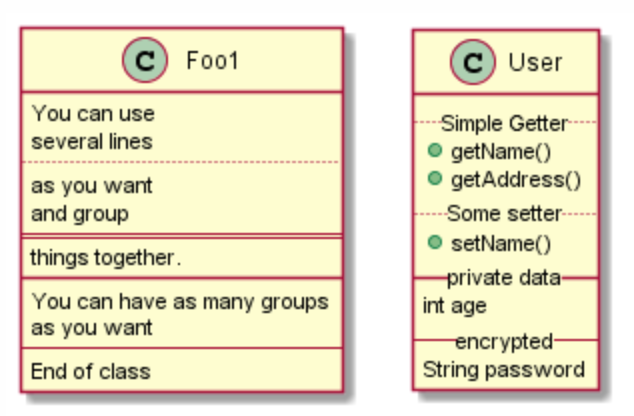 C Foo1
You can use
several lines
as you want
and group
things together.
You can have as many groups
as you want
End of class
C User
Simple Getter
getName()
getAddress()
Some setter
setName()
private data
int age
encrypted
String password